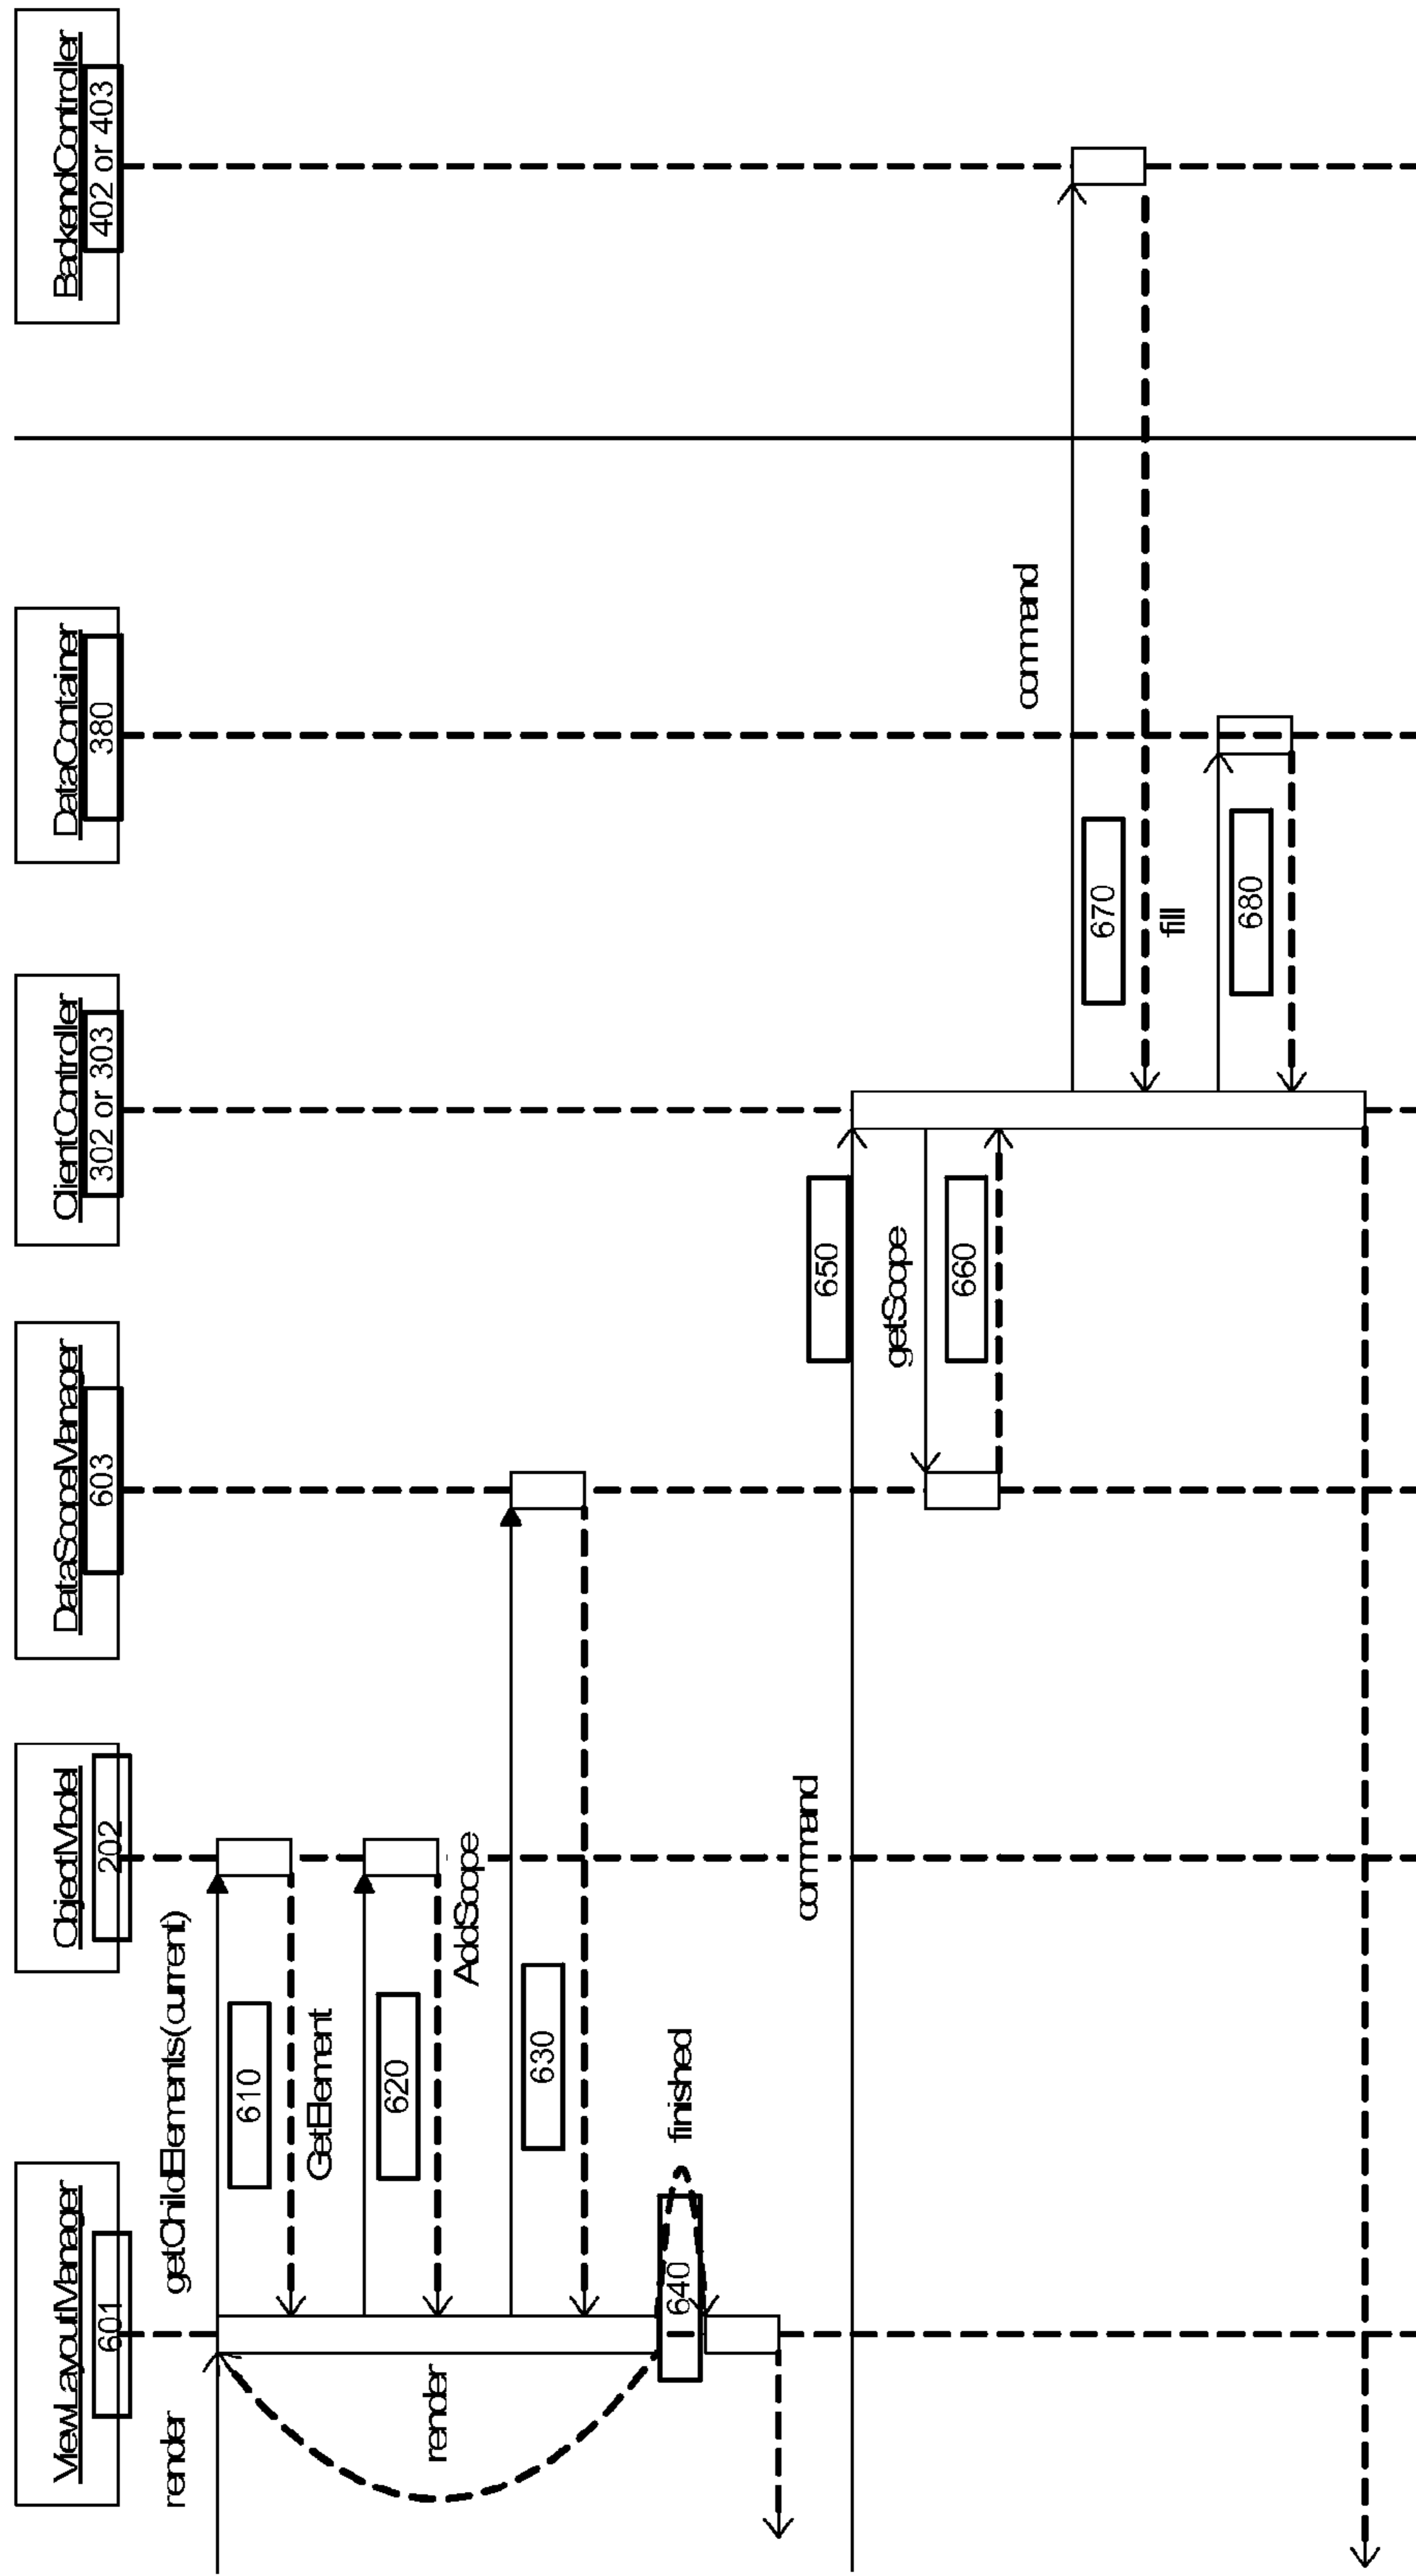 ViewLayoutManager
601
ObjectModel
202
DataScopeManager
603
ClientController
302 or 303
DataContainer
380
BackendController
402 or 403
render
getChildElements(current)
610
GetElement
620
render
AddScope
630
640
finished
command
650
getScope
660
command
670
fill
680